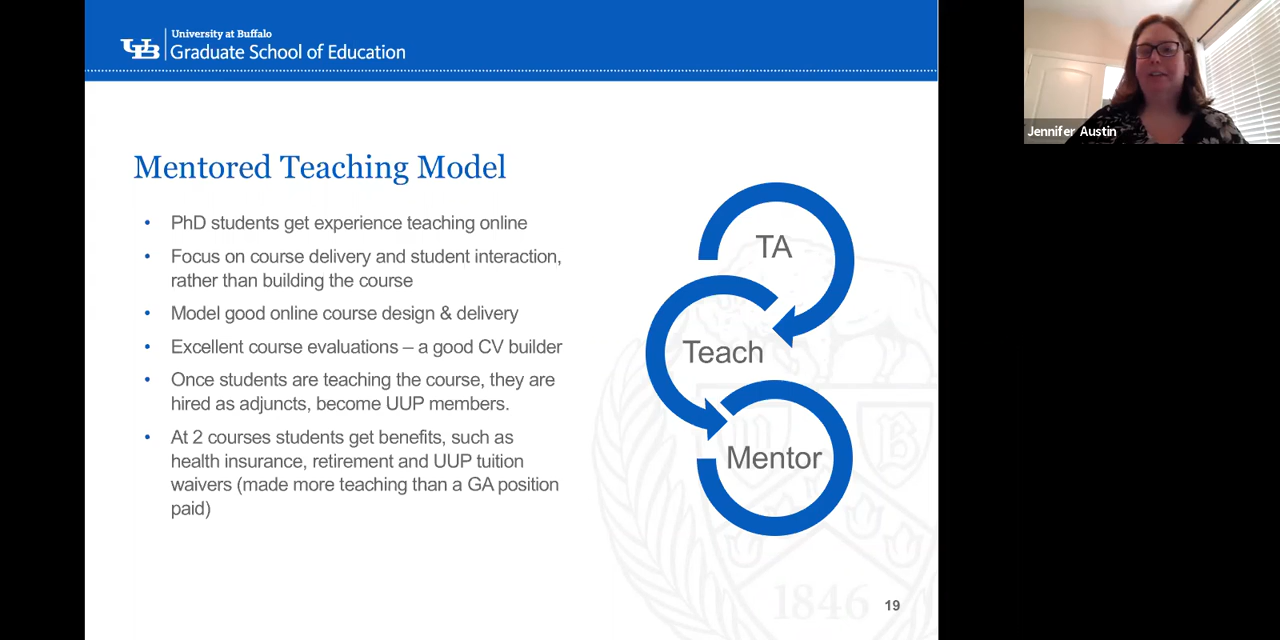 University at Buffalo
UB Graduate School of Education
Jennifer Austin
Mentored Teaching Model
• PhD students get experience teaching online
• Focus on course delivery and student interaction,
rather than building the course
• Model good online course design & delivery
• Excellent course evaluations – a good CV builder
• Once students are teaching the course, they are
hired as adjuncts, become UUP members.
• At 2 courses students get benefits, such as
health insurance, retirement and UUP tuition
waivers (made more teaching than a GA position
paid)
TA
Teach
Mentor
B
1846
19